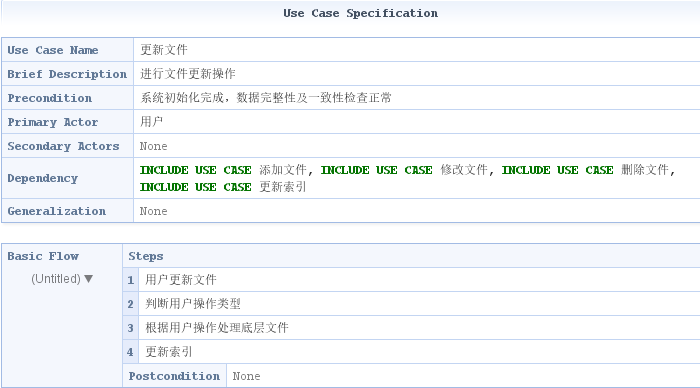 Use Case Specification
Use Case Name 更新文件
Brief Description 进行文件更新操作
Precondition 系统初始化完成，数据完整性及一致性检查正常
Primary Actor 用户
Secondary Actors None
Dependency INCLUDE USE CASE 添加文件, INCLUDE USE CASE 修改文件, INCLUDE USE CASE 删除文件,
INCLUDE USE CASE 更新索引
Generalization None
Basic Flow Steps
(Untitled) ▼ 1 用户更新文件
2 判断用户操作类型
3 根据用户操作处理底层文件
4 更新索引
Postcondition None